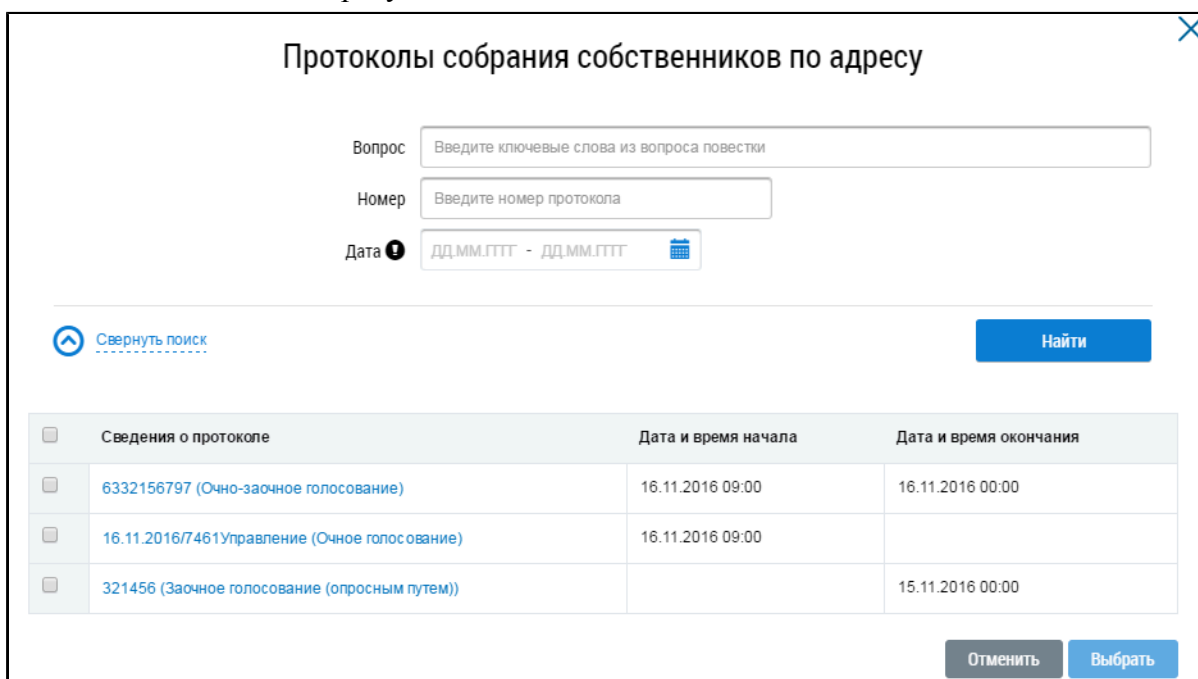 Протоколы собрания собственников по адресу
Вопрос Введите ключевые слова из вопроса повестки
Номер Введите номер протокола
Дата ДД.ММ.ГГГГ - ДД.ММ.ГГГГ
Свернуть поиск Найти
Сведения о протоколе Дата и время начала Дата и время окончания
6332156797 (Очно-заочное голосование) 16.11.2016 09:00 16.11.2016 00:00
16.11.2016/7461Управление (Очное голосование) 16.11.2016 09:00
321456 (Заочное голосование (опросным путем)) 15.11.2016 00:00
Отменить Выбрать